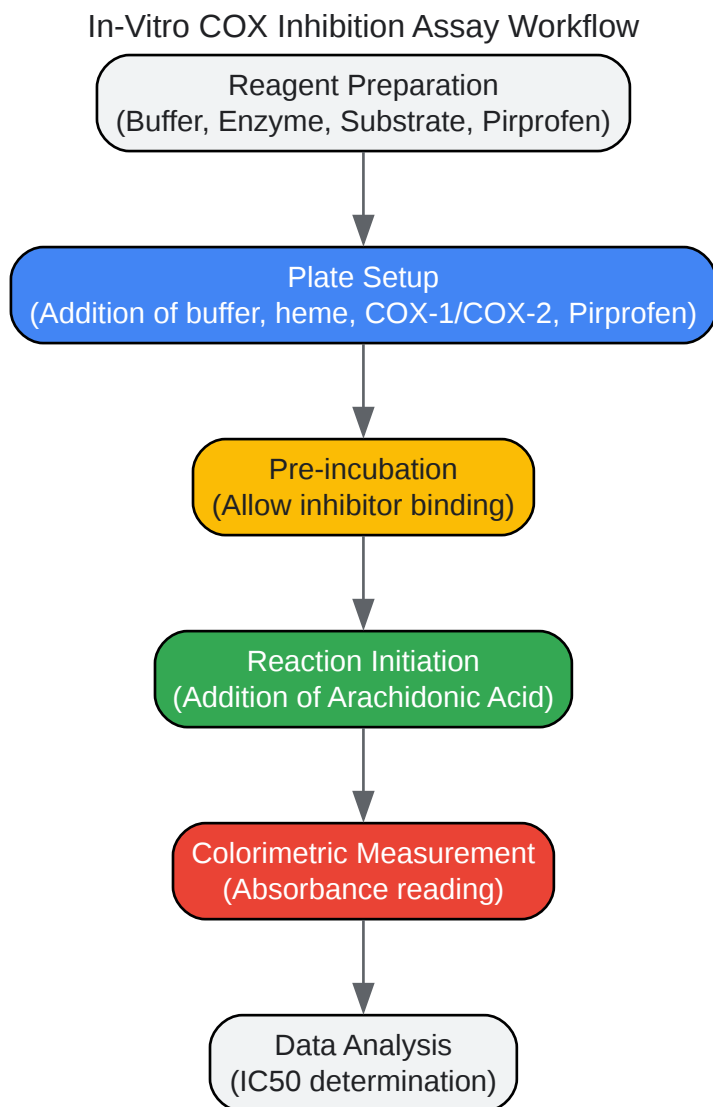 In-Vitro COX Inhibition Assay Workflow
Reagent Preparation
(Buffer, Enzyme, Substrate, Pirprofen)
Plate Setup
(Addition of buffer, heme, COX-1/COX-2, Pirprofen)
Pre-incubation
(Allow inhibitor binding)
Reaction Initiation
(Addition of Arachidonic Acid)
Colorimetric Measurement
(Absorbance reading)
Data Analysis
(IC50 determination)